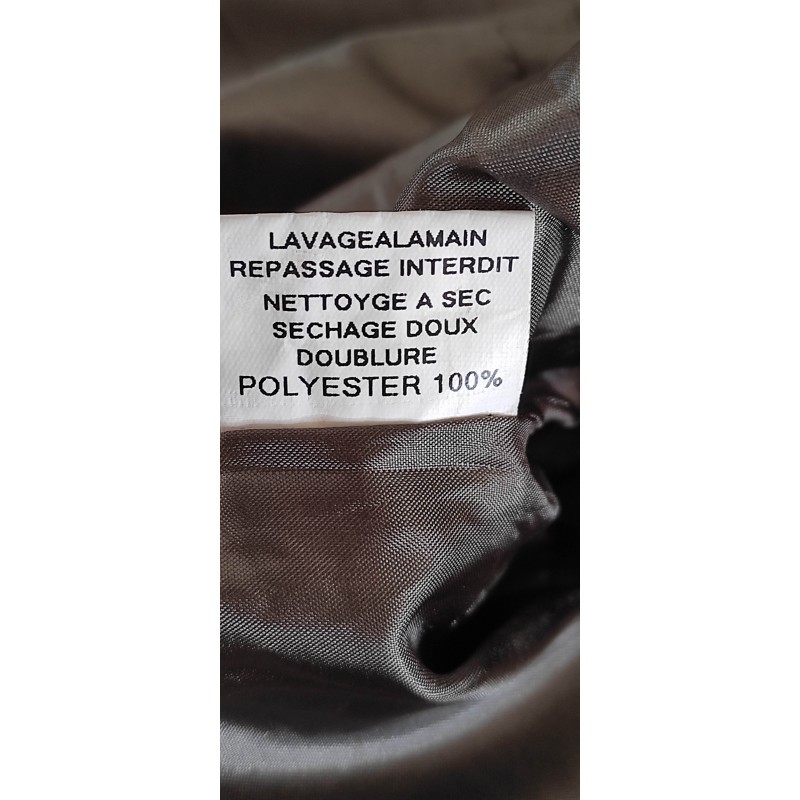 LAVAGEALAMAIN
REPASSAGE INTERDIT
NETTOYGE A SEC
SECHAGE DOUX
DOUBLURE
POLYESTER 100%